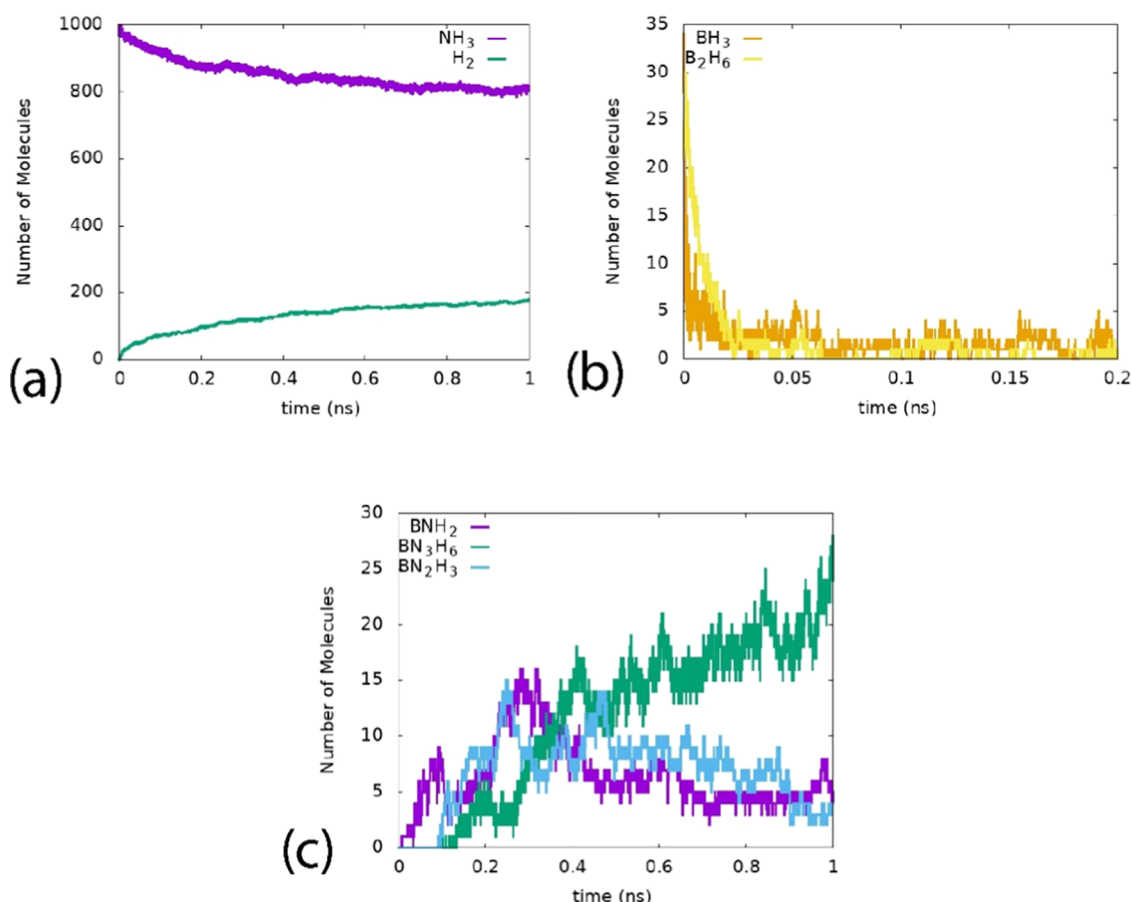 1000
800
600
400
200
0
Number of Molecules
NH₃
H₂
0 0.2 0.4 0.6 0.8 1
time (ns)
(a)
35
30
25
20
15
10
5
0
Number of Molecules
BH₃
B₂H₆
0 0.05 0.1 0.15 0.2
time (ns)
(b)
30
25
20
15
10
5
0
Number of Molecules
BNH₂
BN₃H₆
BN₂H₃
0 0.2 0.4 0.6 0.8 1
time (ns)
(c)